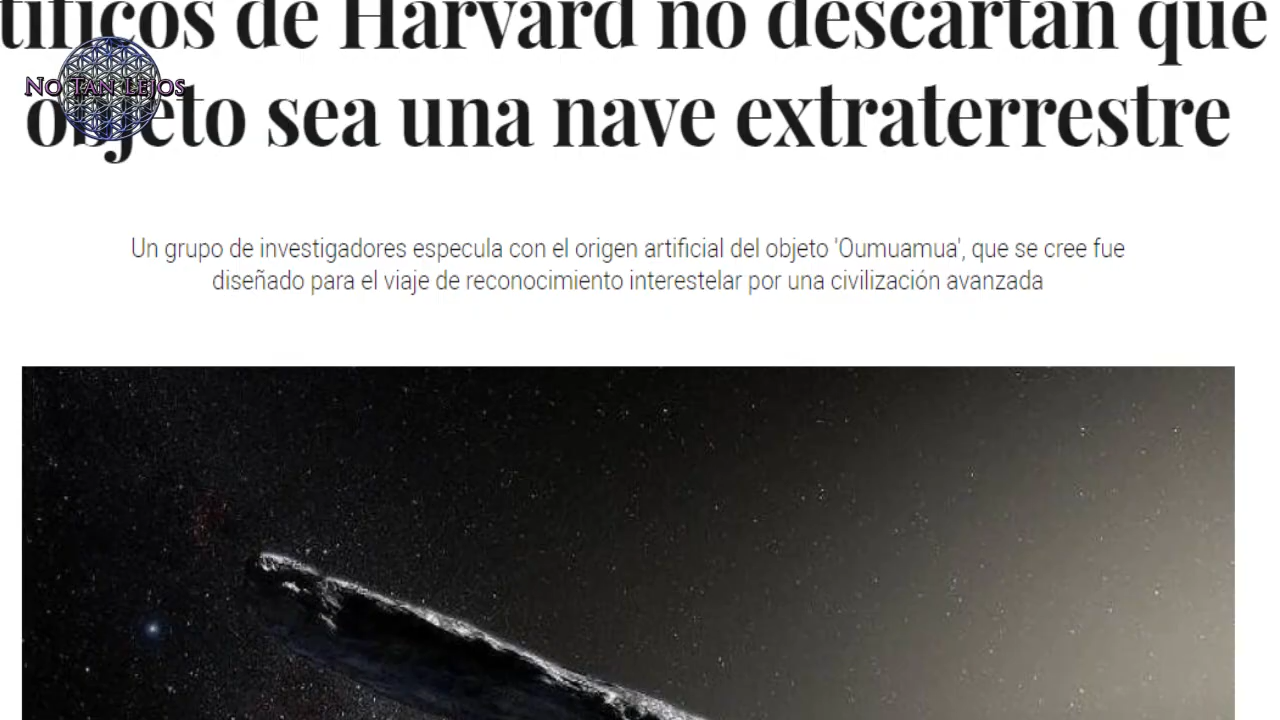 tíficos de Harvard no descartan que
NO TAN LEJOS
objeto sea una nave extraterrestre
Un grupo de investigadores especula con el origen artificial del objeto 'Oumuamua', que se cree fue
diseñado para el viaje de reconocimiento interestelar por una civilización avanzada